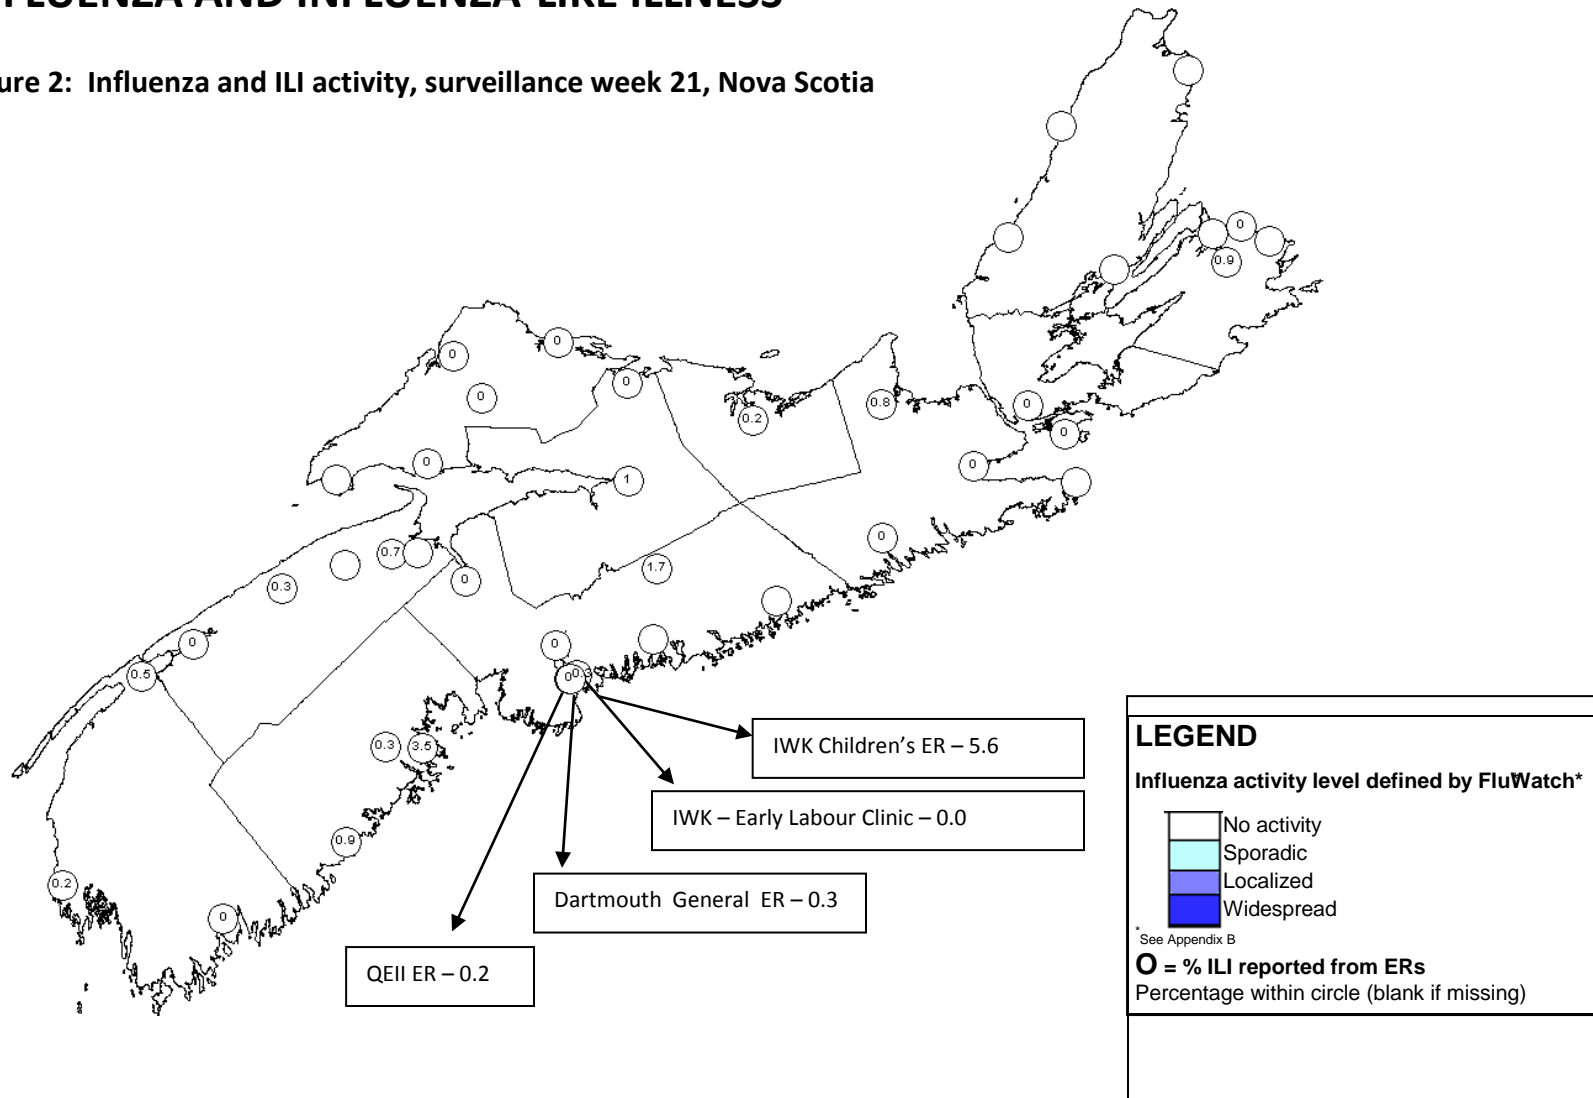 FLUENZA AND INFLUENZA-LIKE ILLNESS
ure 2:  Influenza and ILI activity, surveillance week 21, Nova Scotia
0
0.9
0
0
0
0
0.2
0.8
0
0
0
0
1
0
0.7
0
0.3
1.7
0
0
0.5
0
0.3
0.3
3.5
0.9
0.2
0
IWK Children’s ER – 5.6
IWK – Early Labour Clinic – 0.0
Dartmouth General ER – 0.3
QEII ER – 0.2
LEGEND
Influenza activity level defined by FluWatch*
No activity
Sporadic
Localized
Widespread
*See Appendix B
O = % ILI reported from ERs
Percentage within circle (blank if missing)